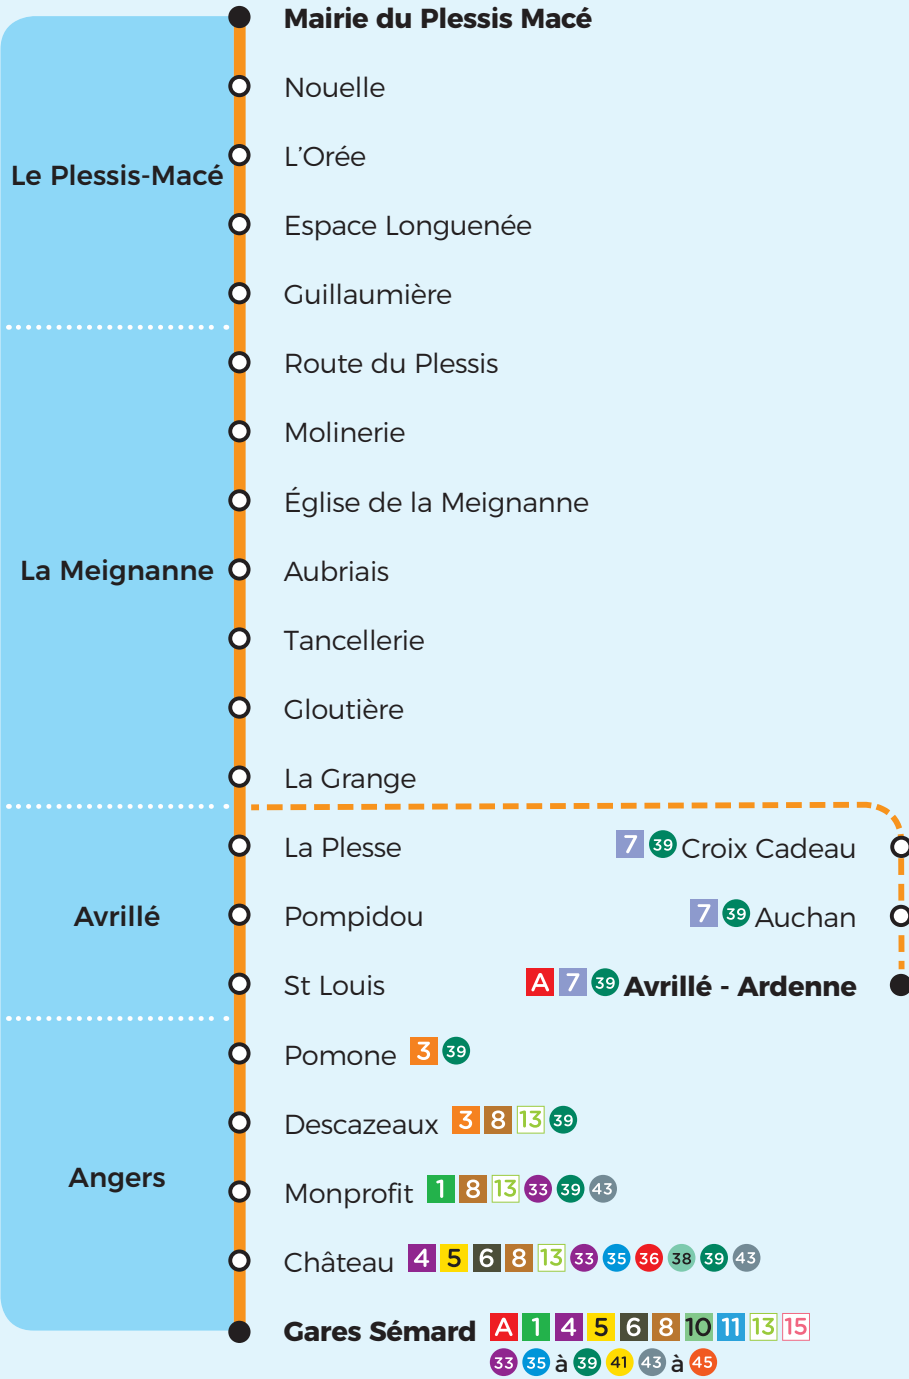 Mairie du Plessis Macé
Nouelle
L'Orée
Le Plessis-Macé
Espace Longuenée
Guillaumière
Route du Plessis
Molinerie
Église de la Meignanne
La Meignanne
Aubriais
Tancellerie
Gloutière
La Grange
La Plesse
7 39 Croix Cadeau
Avrillé
Pompidou
7 39 Auchan
St Louis
A 7 39 Avrillé - Ardenne
Pomone 3 39
Descazeaux 3 8 13 39
Angers
Monprofit 1 8 13 33 39 43
Château 4 5 6 8 13 33 35 36 38 39 43
Gares Sémard A 1 4 5 6 8 10 11 13 15
33 35 à 39 41 43 à 45